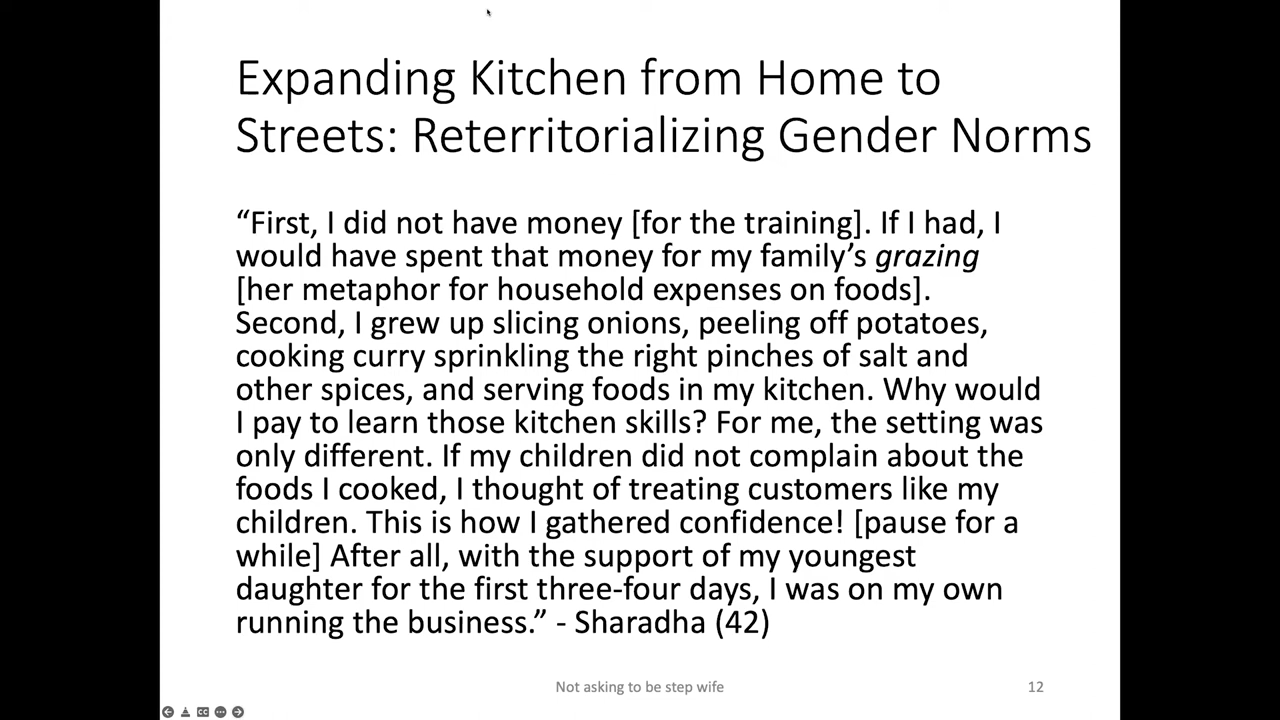 Expanding Kitchen from Home to
Streets: Reterritorializing Gender Norms
“First, I did not have money [for the training]. If I had, I
would have spent that money for my family’s grazing
[her metaphor for household expenses on foods].
Second, I grew up slicing onions, peeling off potatoes,
cooking curry sprinkling the right pinches of salt and
other spices, and serving foods in my kitchen. Why would
I pay to learn those kitchen skills? For me, the setting was
only different. If my children did not complain about the
foods I cooked, I thought of treating customers like my
children. This is how I gathered confidence! [pause for a
while] After all, with the support of my youngest
daughter for the first three-four days, I was on my own
running the business.” - Sharadha (42)
Not asking to be step wife
12